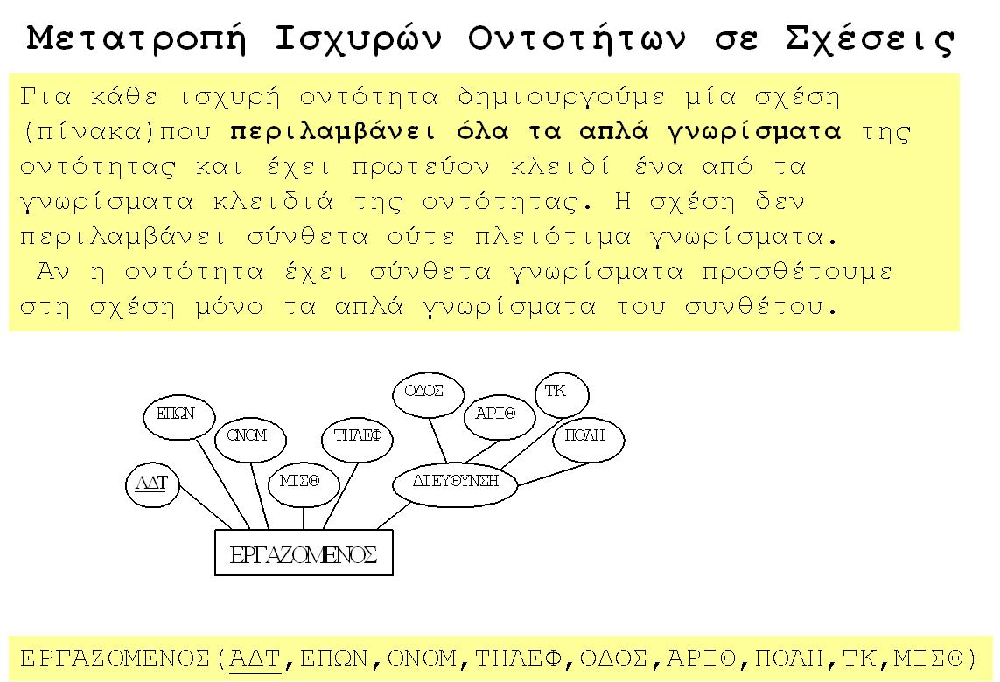 Μετατροπή Ισχυρών Οντοτήτων σε Σχέσεις
Για κάθε ισχυρή οντότητα δημιουργούμε μία σχέση
(πίνακα)που περιλαμβάνει όλα τα απλά γνωρίσματα της
οντότητας και έχει πρωτεύον κλειδί ένα από τα
γνωρίσματα κλειδιά της οντότητας. Η σχέση δεν
περιλαμβάνει σύνθετα ούτε πλειότιμα γνωρίσματα.
Άν η οντότητα έχει σύνθετα γνωρίσματα προσθέτουμε
στη σχέση μόνο τα απλά γνωρίσματα του συνθέτου.
ΟΔΟΣ
ΤΚ
ΕΠΩΝ
ΑΡΙΘ
ΟΝΟΜ
ΤΗΛΕΦ
ΠΟΛΗ
ΑΔΤ
ΜΙΣΘ
ΔΙΕΥΘΥΝΣΗ
ΕΡΓΑΖΟΜΕΝΟΣ
ΕΡΓΑΖΟΜΕΝΟΣ(ΑΔΤ,ΕΠΩΝ,ΟΝΟΜ,ΤΗΛΕΦ,ΟΔΟΣ,ΑΡΙΘ,ΠΟΛΗ,ΤΚ,ΜΙΣΘ)